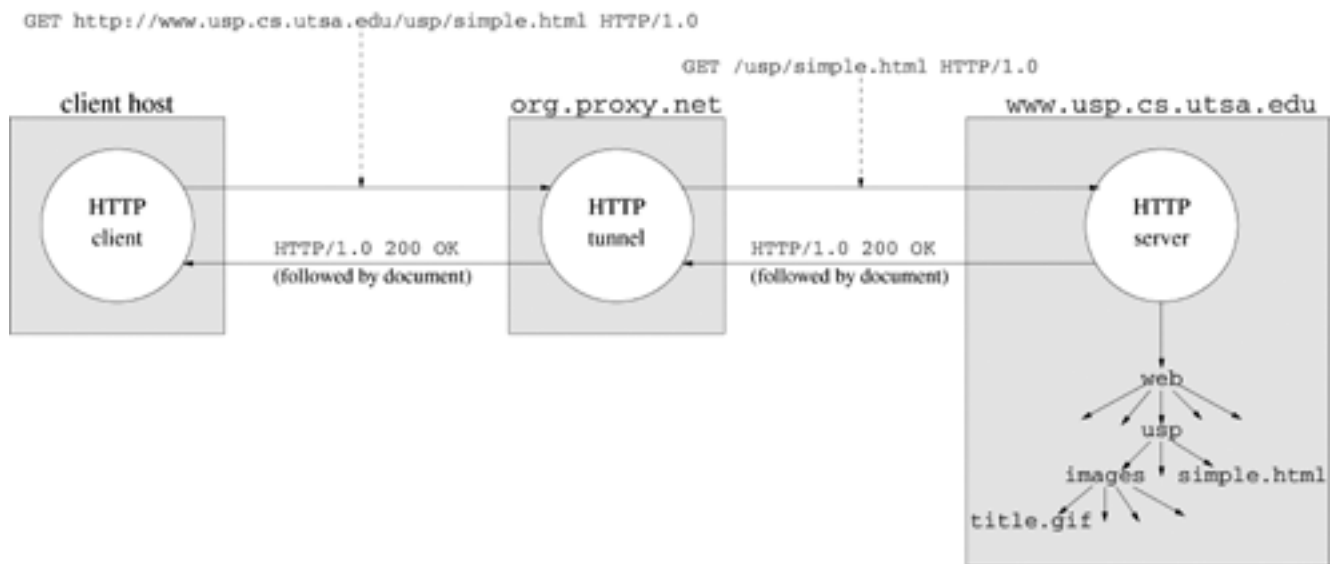 GET http://www.usp.cs.utsa.edu/usp/simple.html HTTP/1.0
GET /usp/simple.html HTTP/1.0
client host
org.proxy.net
www.usp.cs.utsa.edu
HTTP
client
HTTP
tunnel
HTTP
server
HTTP/1.0 200 OK
(followed by document)
HTTP/1.0 200 OK
(followed by document)
web
usp
images
simple.html
title.gif